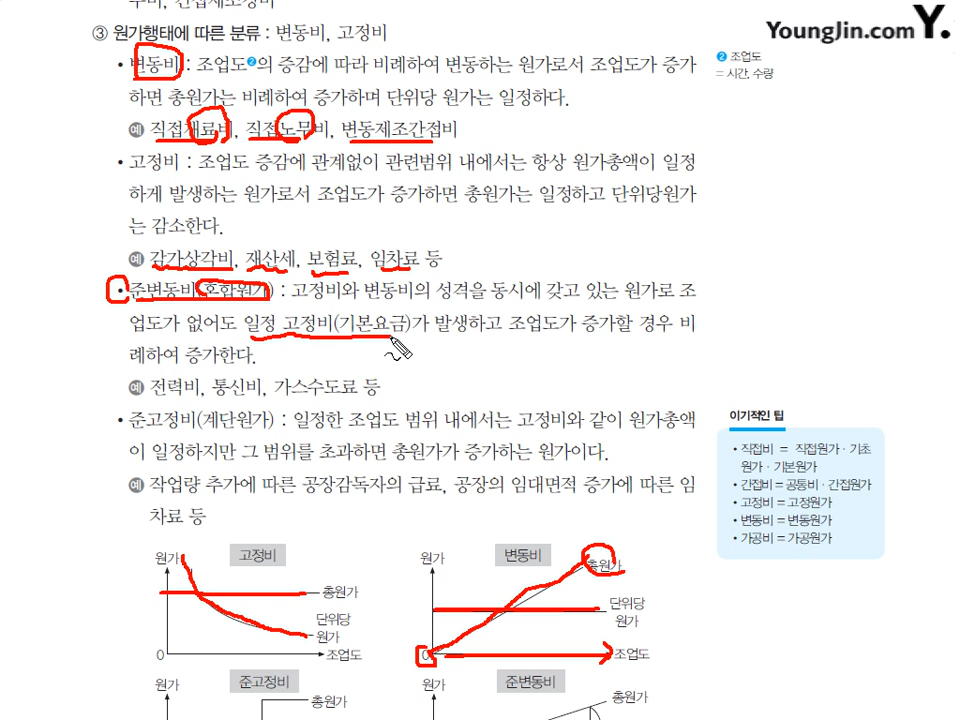 ③ 원가행태에 따른 분류 : 변동비, 고정비
• 변동비 : 조업도❷의 증감에 따라 비례하여 변동하는 원가로서 조업도가 증가
하면 총원가는 비례하여 증가하며 단위당 원가는 일정하다.
예 직접재료비, 직접노무비, 변동제조간접비
• 고정비 : 조업도 증감에 관계없이 관련범위 내에서는 항상 원가총액이 일정
하게 발생하는 원가로서 조업도가 증가하면 총원가는 일정하고 단위당원가
는 감소한다.
예 감가상각비, 재산세, 보험료, 임차료 등
• 준변동비(혼합원가) : 고정비와 변동비의 성격을 동시에 갖고 있는 원가로 조
업도가 없어도 일정 고정비(기본요금)가 발생하고 조업도가 증가할 경우 비
례하여 증가한다.
예 전력비, 통신비, 가스수도료 등
• 준고정비(계단원가) : 일정한 조업도 범위 내에서는 고정비와 같이 원가총액
이 일정하지만 그 범위를 초과하면 총원가가 증가하는 원가이다.
예 작업량 추가에 따른 공장감독자의 급료, 공장의 임대면적 증가에 따른 임
차료 등
YoungJin.com Y.
❷ 조업도
= 시간, 수량
이기적인 팁
• 직접비 = 직접원가 · 기초
원가 · 기본원가
• 간접비 = 공통비 · 간접원가
• 고정비 = 고정원가
• 변동비 = 변동원가
• 가공비 = 가공원가
원가
고정비
총원가
단위당
원가
0
조업도
원가
변동비
총원가
단위당
원가
0
조업도
원가
준고정비
총원가
원가
준변동비
총원가